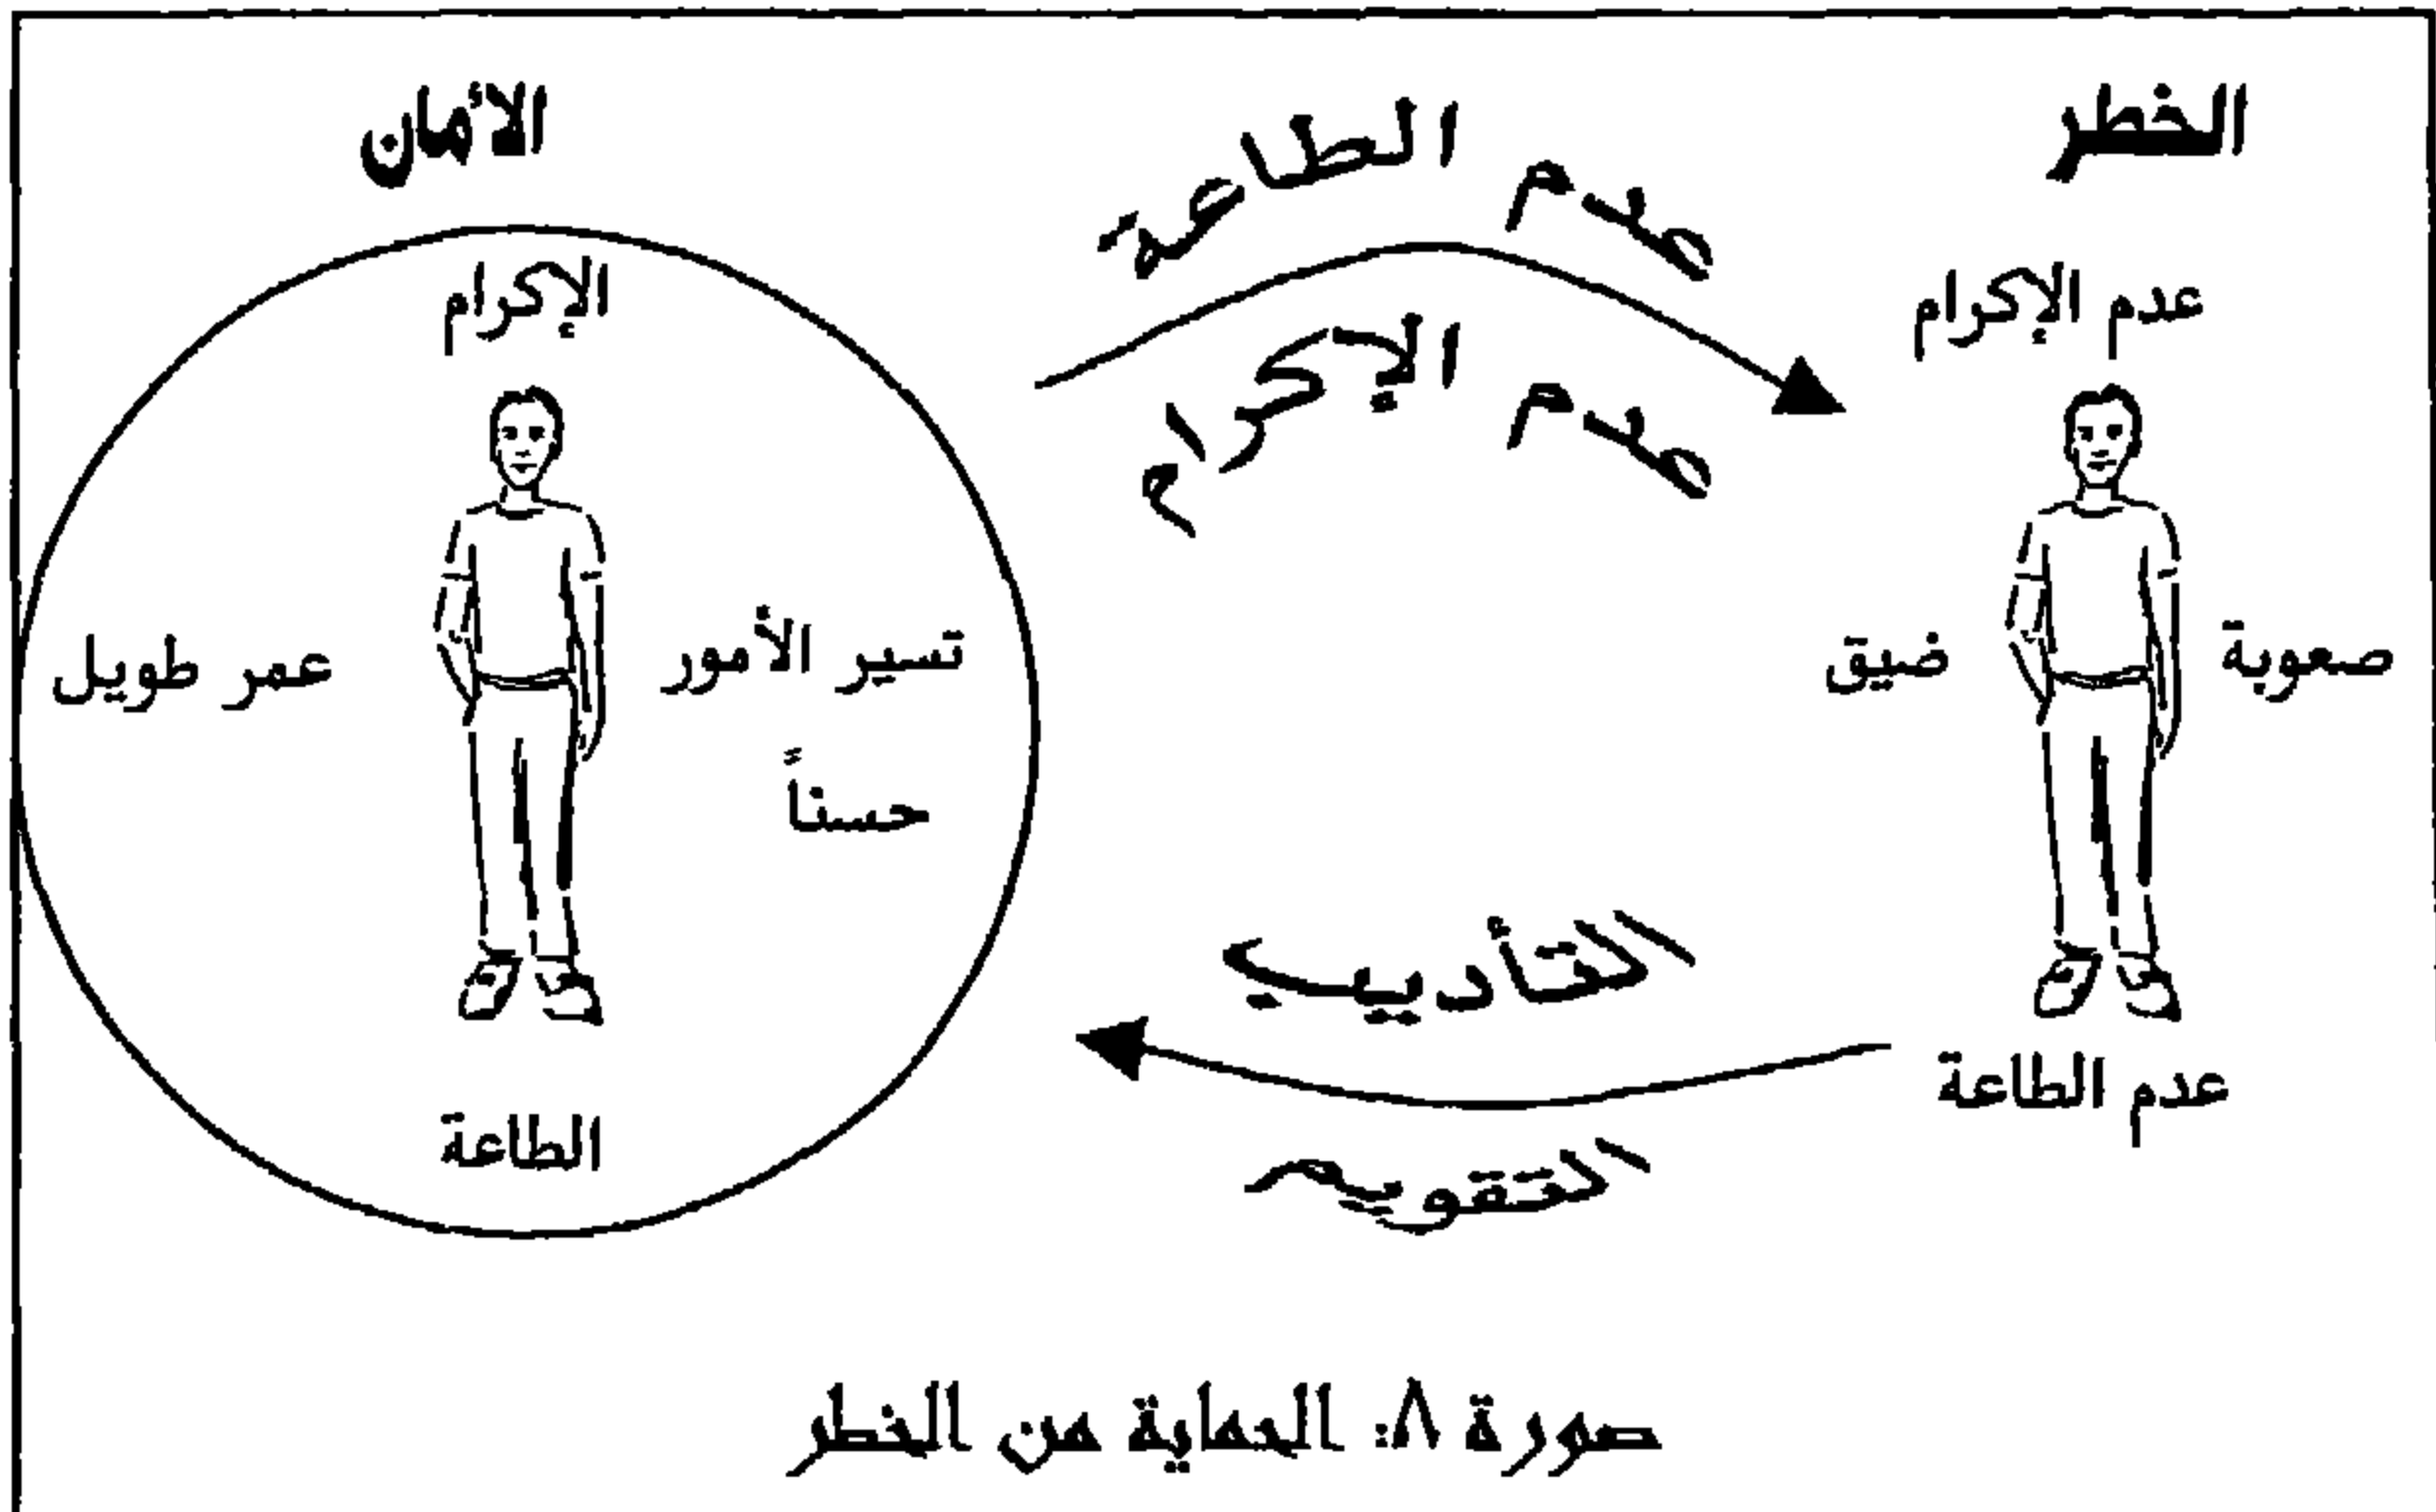 الخطر
الأمان
عدم الطاعة
عدم الإكرام
عدم الإكرام
الإكرام
صعوبة
ضيق
تسير الأمور
حسناً
عمر طويل
التأديب
عدم الطاعة
التقويم
الطاعة
صورة ٨: الحماية من الخطر